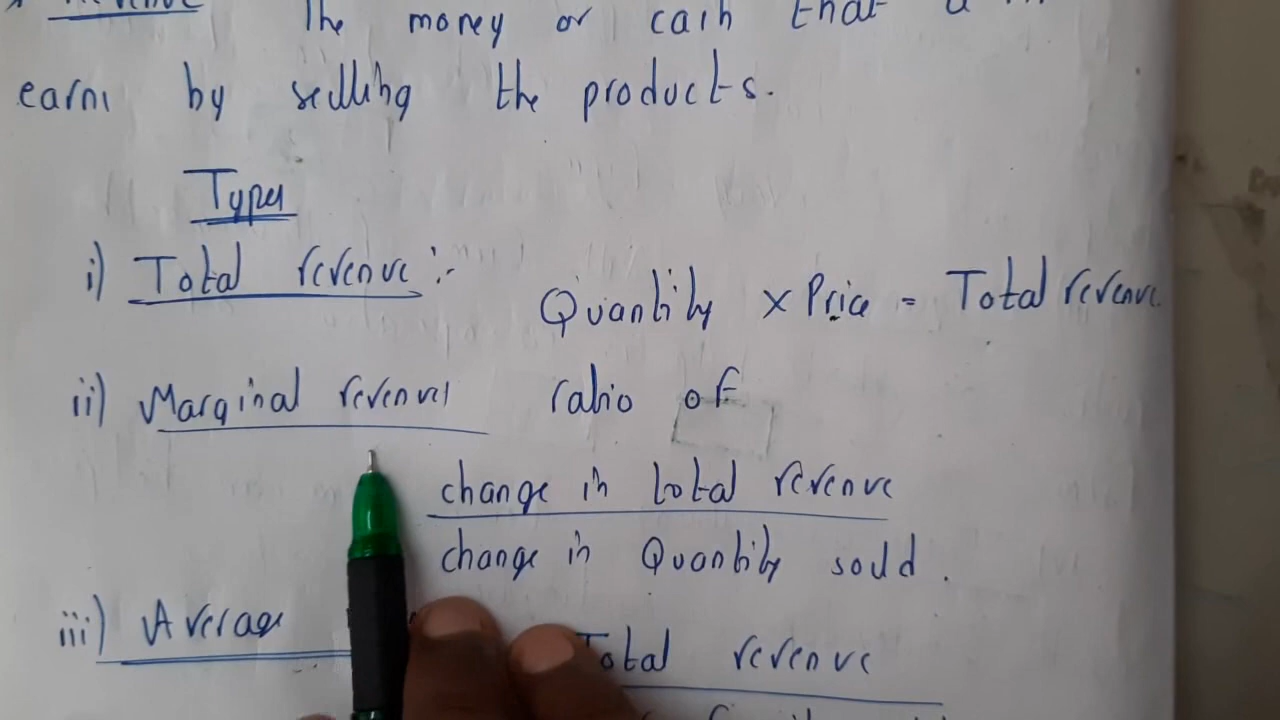 Revenue The money or cash that a
earns by selling the products.
Types
i) Total revenue :- Quantity x Price = Total revenue
ii) Marginal revenue ratio of
change in total revenue
change in Quantity sold.
iii) Average Total revenue